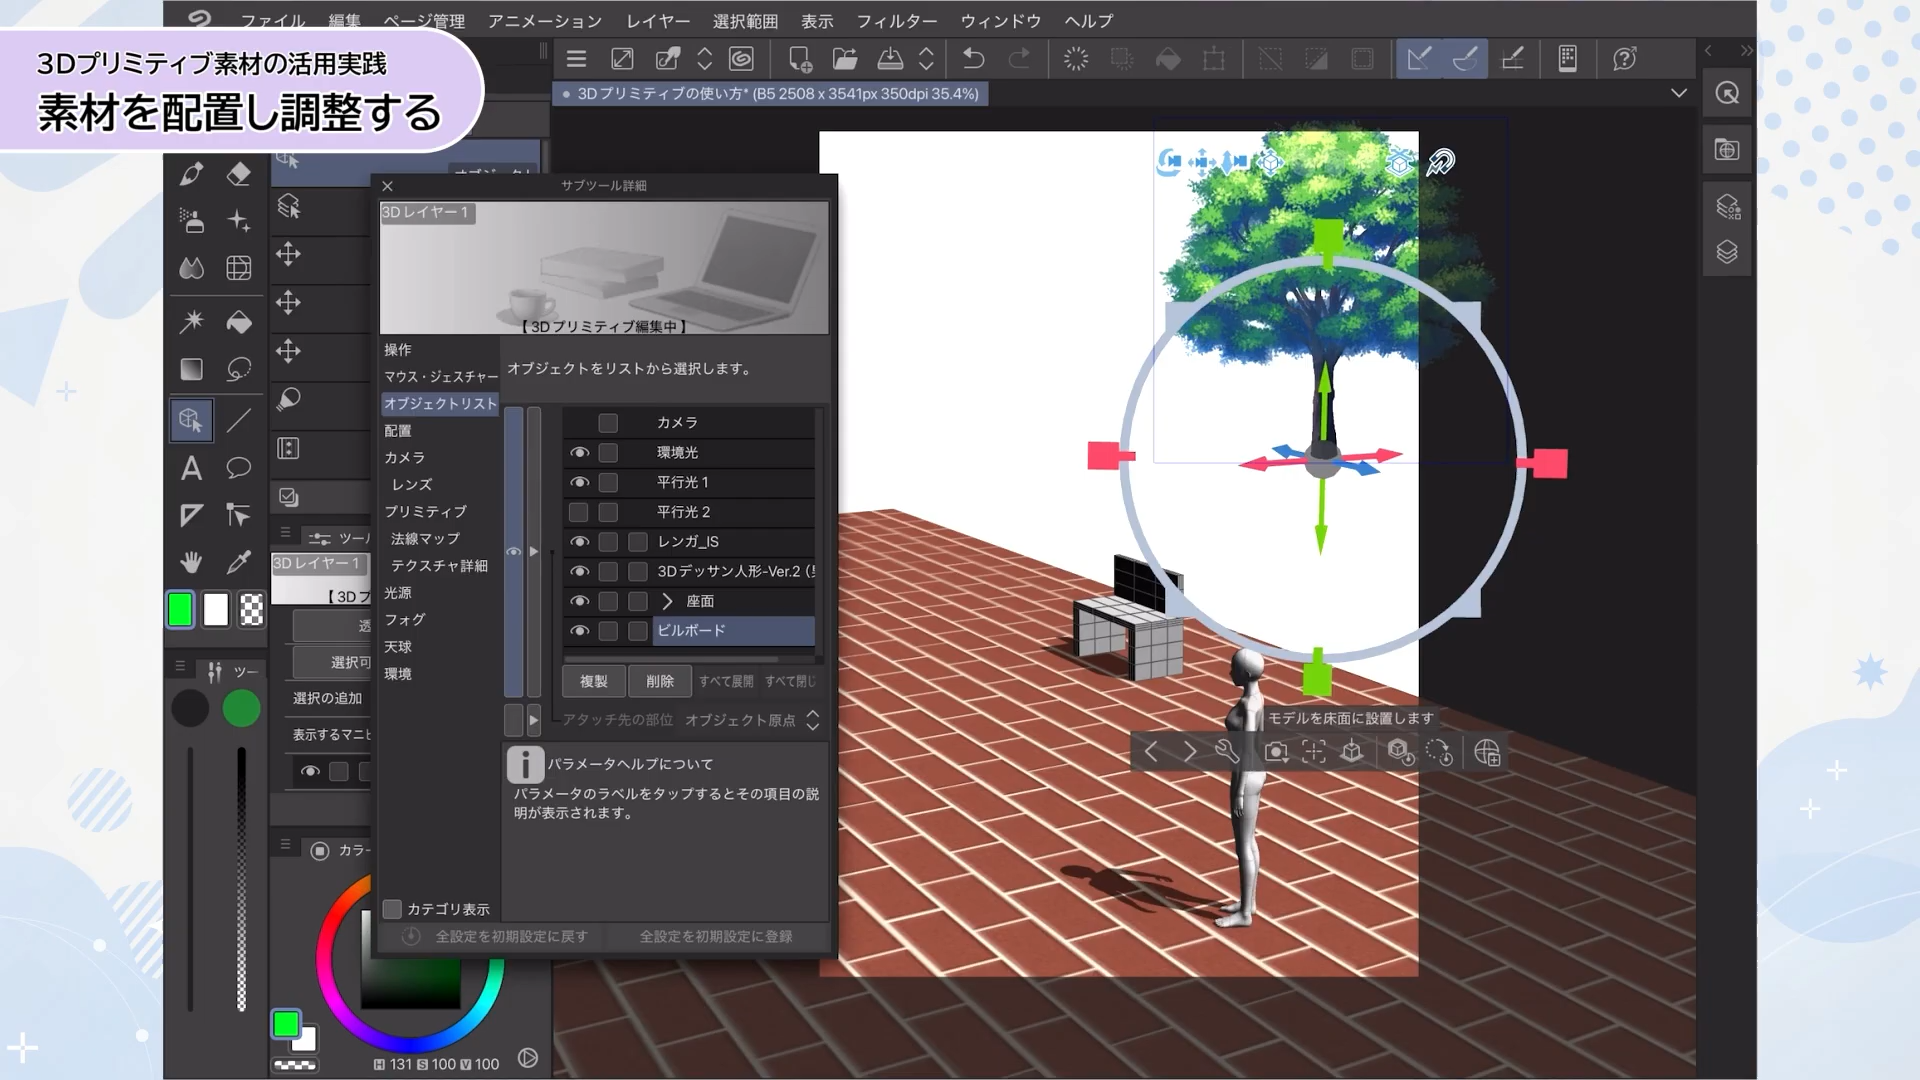 ファイル 編集 ページ管理 アニメーション レイヤー 選択範囲 表示 フィルター ウィンドウ ヘルプ
3Dプリミティブ素材の活用実践
素材を配置し調整する
3Dプリミティブの使い方* (B5 2508 x 3541px 350dpi 35.4%)
サブツール詳細
3Dレイヤー 1
【 3Dプリミティブ編集中 】
操作
マウス・ジェスチャー
オブジェクトリスト
配置
カメラ
レンズ
プリミティブ
法線マップ
テクスチャ詳細
光源
フォグ
天球
環境
オブジェクトをリストから選択します。
カメラ
環境光
平行光 1
平行光 2
レンガ_IS
3Dデッサン人形-Ver.2 (
座面
ビルボード
複製 削除 すべて展開 すべて閉じ
アタッチ先の部位 オブジェクト原点
パラメータヘルプについて
パラメータのラベルをタップするとその項目の説
明が表示されます。
カテゴリ表示
全設定を初期設定に戻す 全設定を初期設定に登録
ツー
3Dレイヤー 1
【 3Dプ
選択可
選択の追加
表示するマニピ
ツー
カラー
H 131 S 100 V 100
モデルを床面に設置します